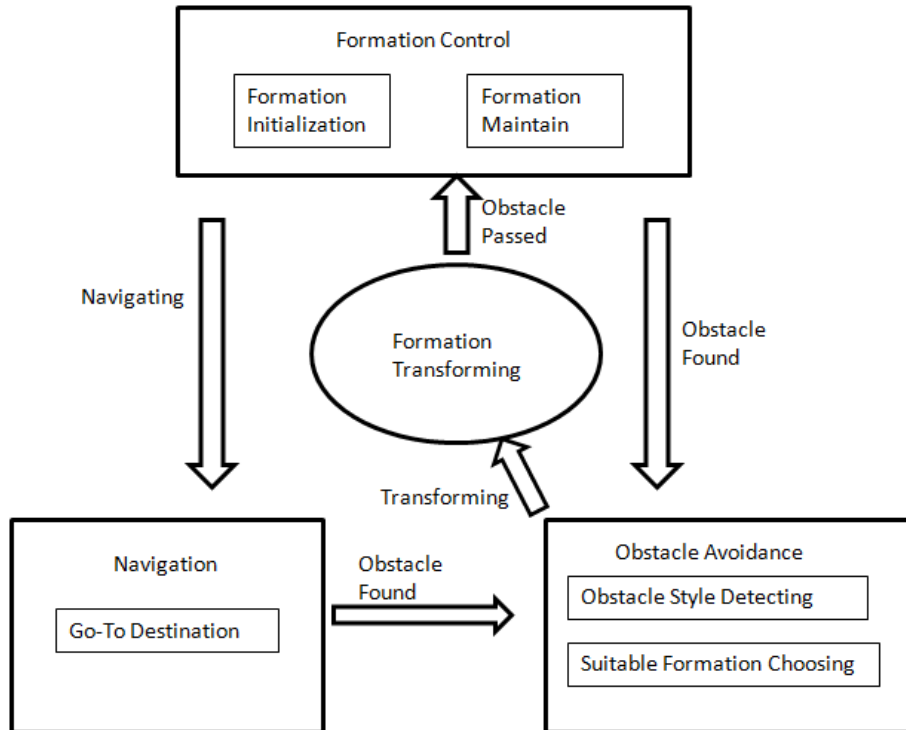 Formation Control
Formation
Initialization
Formation
Maintain
Obstacle
Passed
Navigating
Formation
Transforming
Obstacle
Found
Transforming
Navigation
Go-To Destination
Obstacle
Found
Obstacle Avoidance
Obstacle Style Detecting
Suitable Formation Choosing